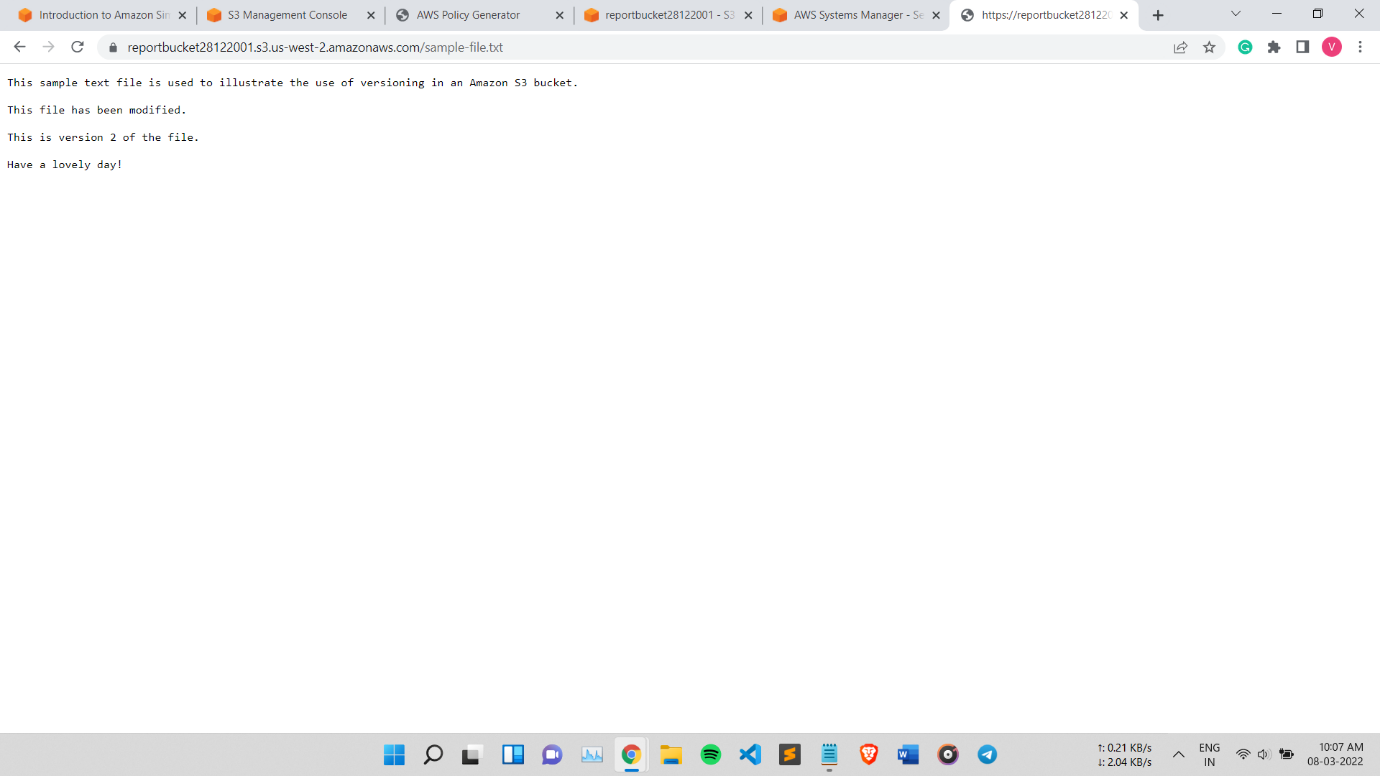 Introduction to Amazon Sim
S3 Management Console
AWS Policy Generator
reportbucket28122001 - S3
AWS Systems Manager - Se
https://reportbucket281220
reportbucket28122001.s3.us-west-2.amazonaws.com/sample-file.txt
V
This sample text file is used to illustrate the use of versioning in an Amazon S3 bucket.
This file has been modified.
This is version 2 of the file.
Have a lovely day!
↑: 0.21 KB/s
↓: 2.04 KB/s
ENG
IN
10:07 AM
08-03-2022